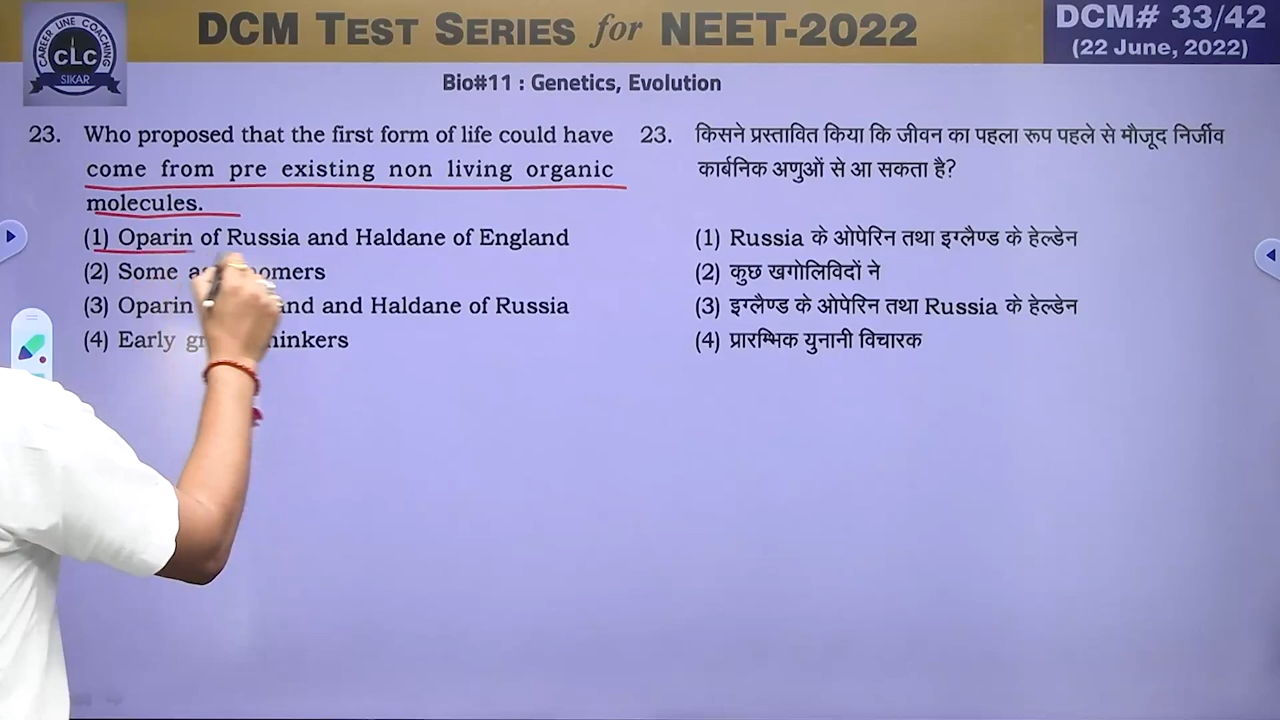 DCM TEST SERIES for NEET-2022
DCM# 33/42
(22 June, 2022)
CAREER LINE COACHING
CLC
SIKAR
Bio#11 : Genetics, Evolution
23. Who proposed that the first form of life could have
come from pre existing non living organic
molecules.
(1) Oparin of Russia and Haldane of England
(2) Some
(3) Oparin and Haldane of Russia
(4) Early
23. किसने प्रस्तावित किया कि जीवन का पहला रूप पहले से मौजूद निर्जीव
कार्बनिक अणुओं से आ सकता है?
(1) Russia के ओपेरिन तथा इग्लैण्ड के हेल्डेन
(2) कुछ खगोलिविदों ने
(3) इग्लैण्ड के ओपेरिन तथा Russia के हेल्डेन
(4) प्रारम्भिक युनानी विचारक